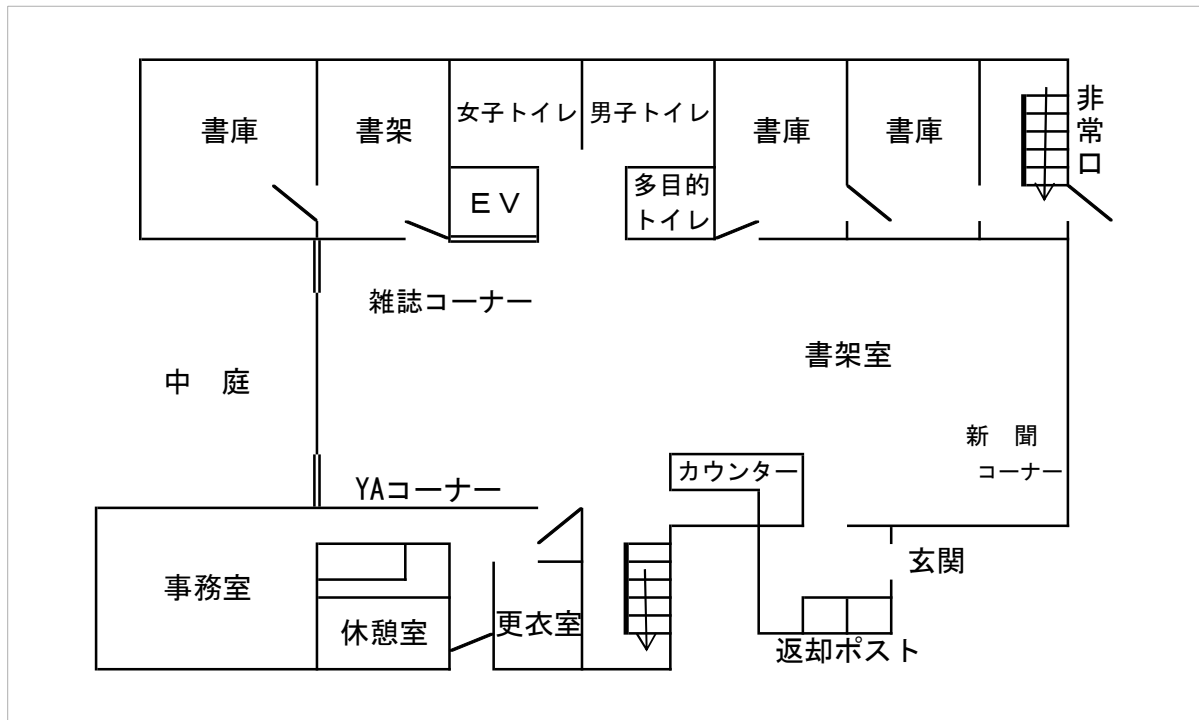 書庫
書架
女子トイレ
男子トイレ
書庫
書庫
非常口
ＥＶ
多目的
トイレ
雑誌コーナー
書架室
中　庭
新　聞
コーナー
カウンター
YAコーナー
事務室
休憩室
更衣室
玄関
返却ポスト